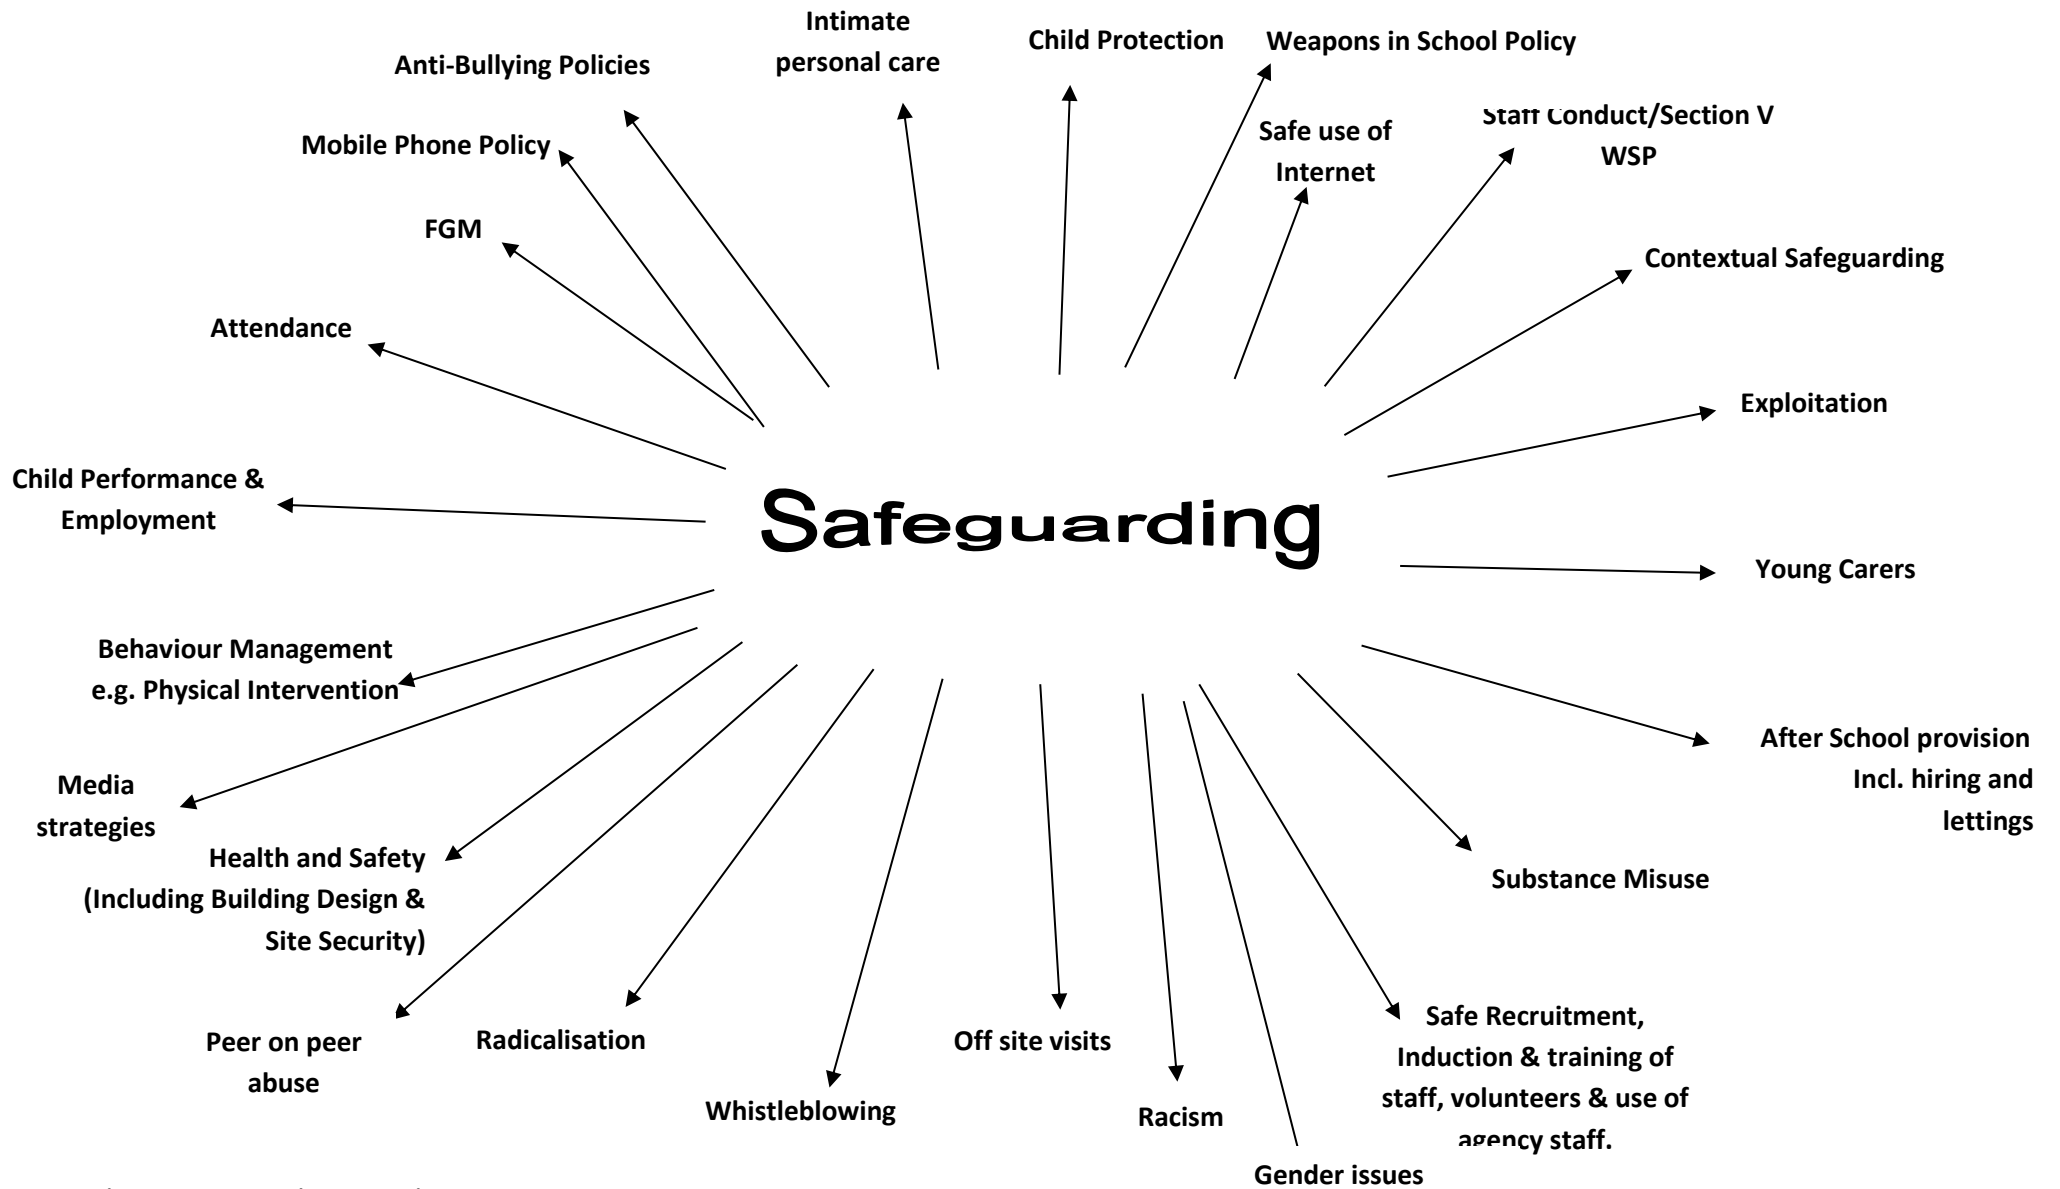 Intimate
personal care
Child Protection
Weapons in School Policy
Anti-Bullying Policies
Staff Conduct/Section V
WSP
Safe use of
Internet
Mobile Phone Policy
FGM
Contextual Safeguarding
Attendance
Exploitation
Child Performance &
Employment
Safeguarding
Young Carers
Behaviour Management
e.g. Physical Intervention
After School provision
Incl. hiring and
lettings
Media
strategies
Health and Safety
(Including Building Design &
Site Security)
Substance Misuse
Peer on peer
abuse
Radicalisation
Whistleblowing
Off site visits
Racism
Safe Recruitment,
Induction & training of
staff, volunteers & use of
agency staff.
Gender issues